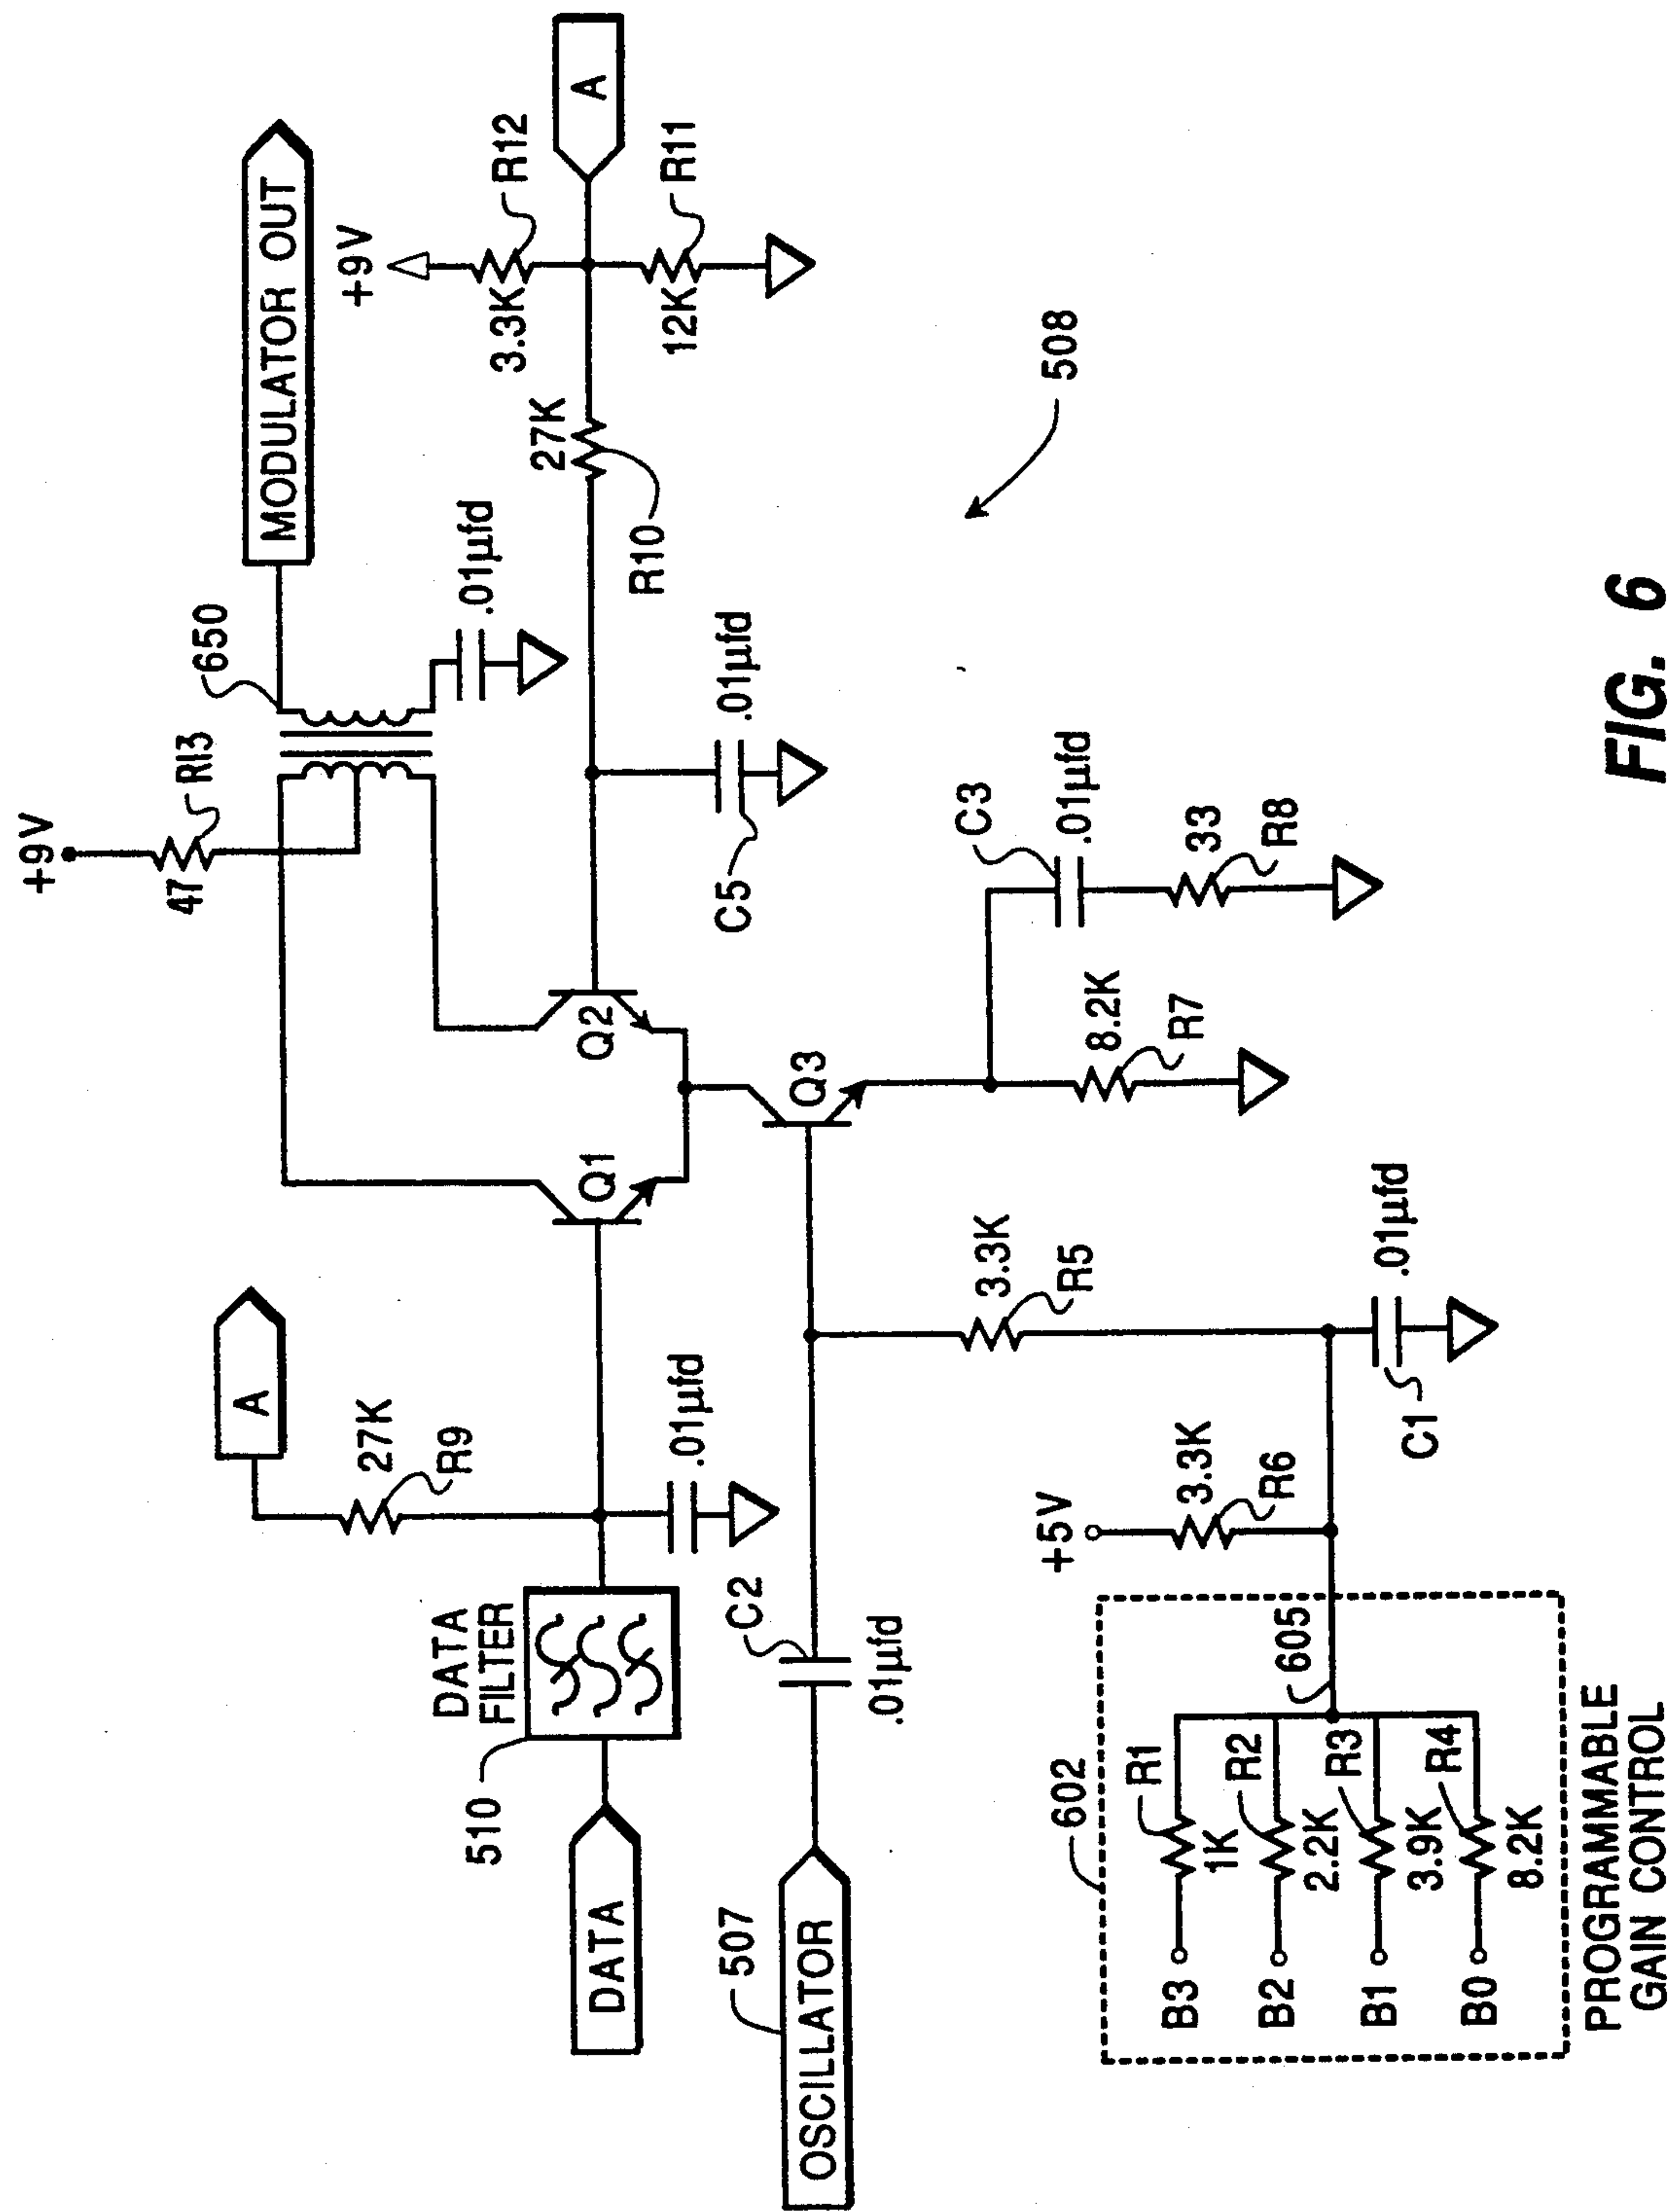 +9V
47
R13
650
MODULATOR OUT
.01µfd
+9V
3.3K
R12
A
12K
R11
27K
R10
A
27K
R9
DATA
FILTER
510
DATA
.01µfd
Q1
Q2
C5
.01µfd
507
OSCILLATOR
C2
.01µfd
Q3
C3
.01µfd
33
R8
8.2K
R7
3.3K
R5
+5V
3.3K
R6
C1
.01µfd
602
605
B3
R1
1K
B2
R2
2.2K
B1
R3
3.9K
B0
R4
8.2K
PROGRAMMABLE
GAIN CONTROL
508
FIG. 6